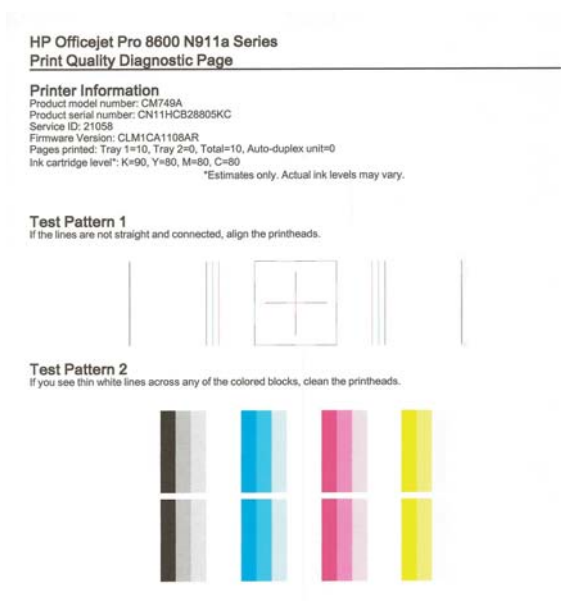 HP Officejet Pro 8600 N911a Series
Print Quality Diagnostic Page
Printer Information
Product model number: CM749A
Product serial number: CN11HCB28805KC
Service ID: 21058
Firmware Version: CLM1CA1108AR
Pages printed: Tray 1=10, Tray 2=0, Total=10, Auto-duplex unit=0
Ink cartridge level*: K=90, Y=80, M=80, C=80
*Estimates only. Actual ink levels may vary.
Test Pattern 1
If the lines are not straight and connected, align the printheads.
Test Pattern 2
If you see thin white lines across any of the colored blocks, clean the printheads.